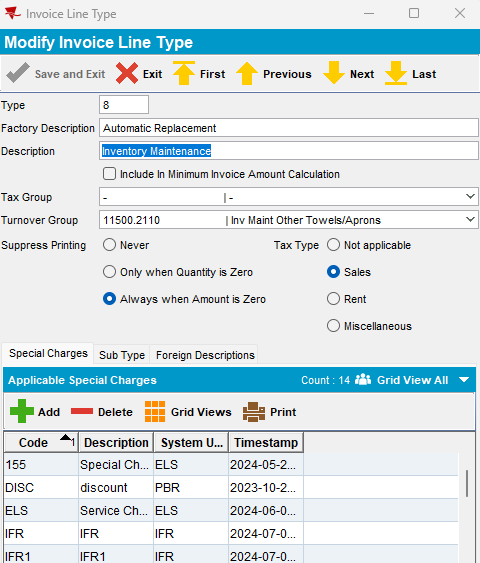 Invoice Line Type
Modify Invoice Line Type
Save and Exit Exit First Previous Next Last
Type 8
Factory Description Automatic Replacement
Description Inventory Maintenance
Include In Minimum Invoice Amount Calculation
Tax Group - | -
Turnover Group 11500.2110 | Inv Maint Other Towels/Aprons
Suppress Printing Never Tax Type Not applicable
Only when Quantity is Zero Sales
Always when Amount is Zero Rent
Miscellaneous
Special Charges Sub Type Foreign Descriptions
Applicable Special Charges Count : 14 Grid View All
Add Delete Grid Views Print
Code 1 Description System U... Timestamp
155 Special Ch... ELS 2024-05-2...
DISC discount PBR 2023-10-2...
ELS Service Ch... ELS 2024-06-0...
IFR IFR IFR 2024-07-0...
IFR1 IFR1 IFR 2024-07-0...